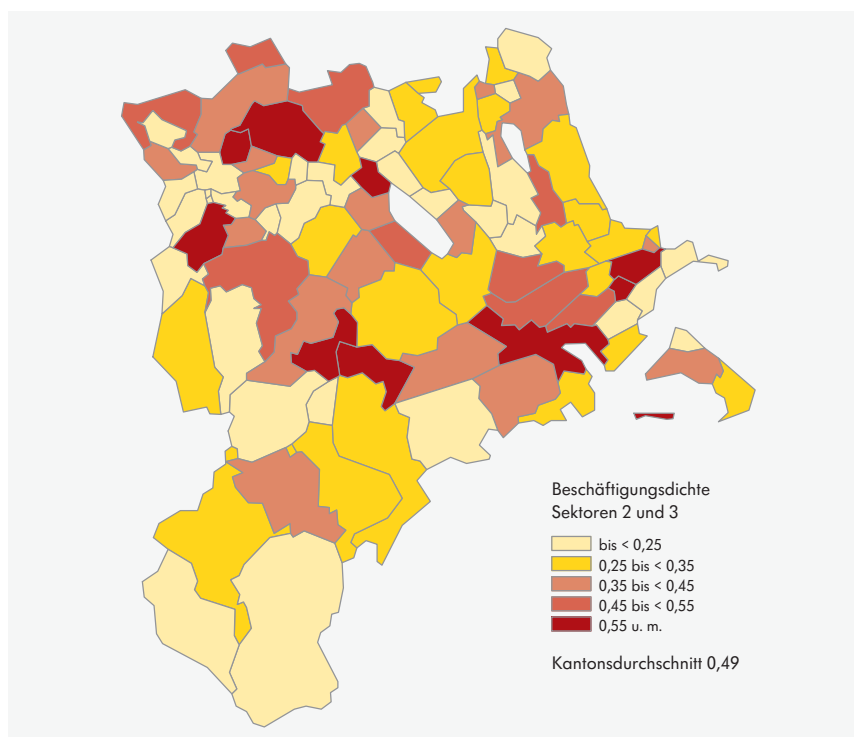 Beschäftigungsdichte
Sektoren 2 und 3
bis < 0,25
0,25 bis < 0,35
0,35 bis < 0,45
0,45 bis < 0,55
0,55 u. m.
Kantonsdurchschnitt 0,49